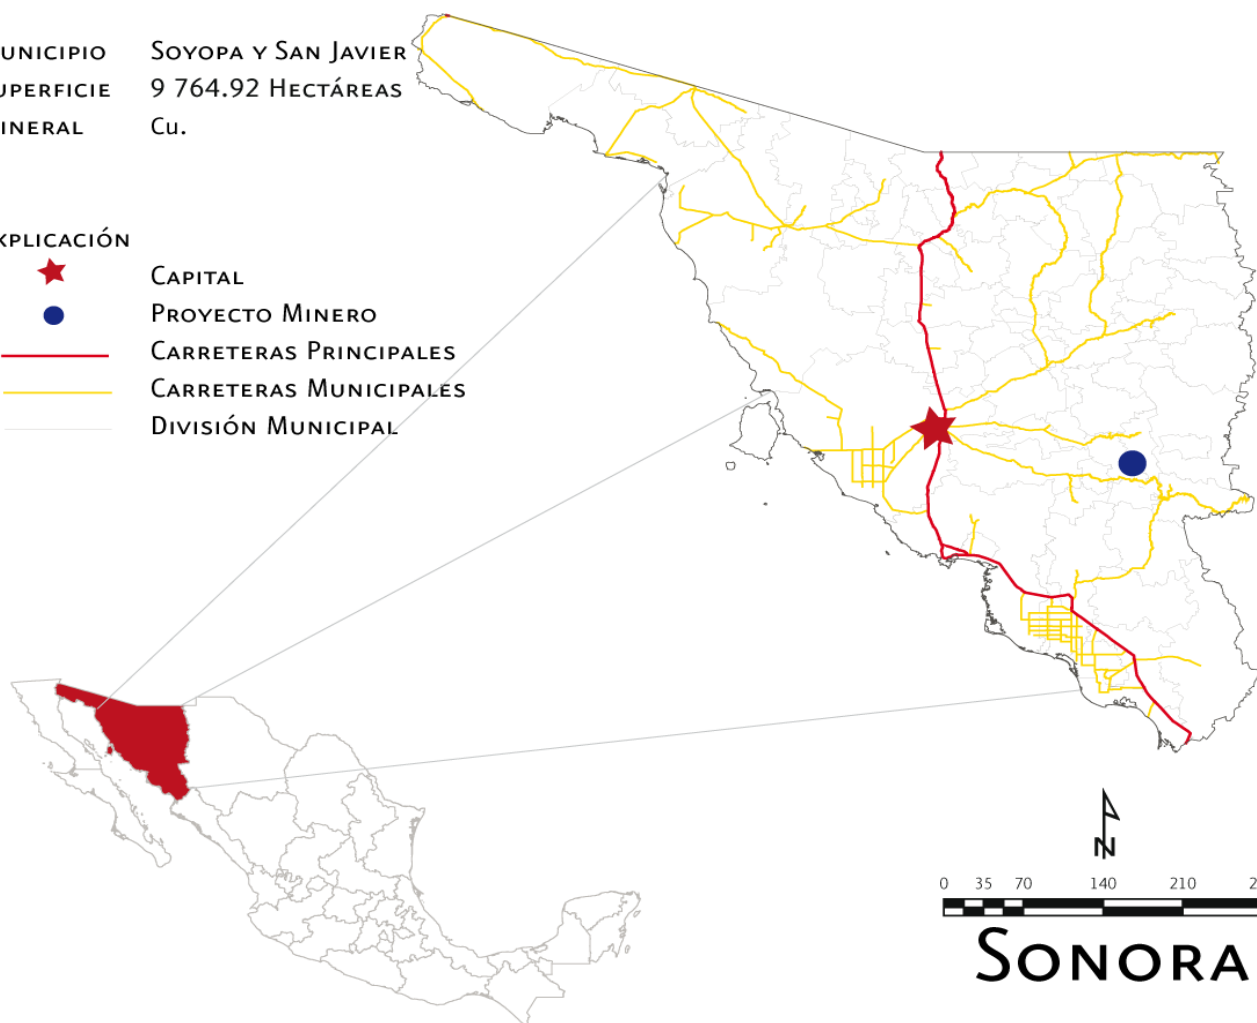 UNICIPIO SOYOPA Y SAN JAVIER
UPERFICIE 9 764.92 HECTÁREAS
INERAL CU.
XPLICACIÓN
CAPITAL
PROYECTO MINERO
CARRETERAS PRINCIPALES
CARRETERAS MUNICIPALES
DIVISIÓN MUNICIPAL
N
0 35 70 140 210 2
SONORA